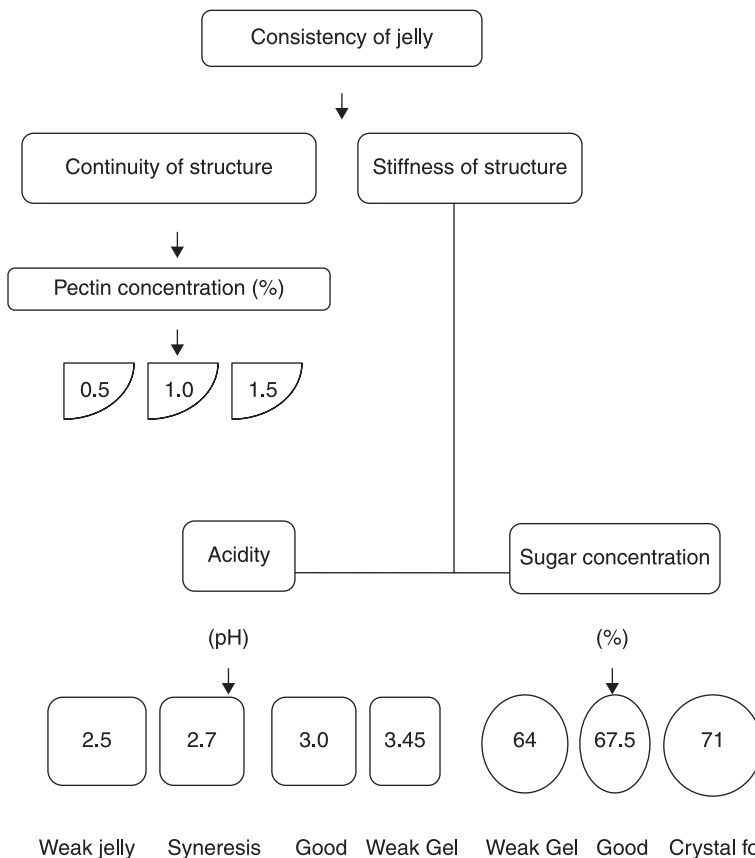 Consistency of jelly
Continuity of structure
Stiffness of structure
Pectin concentration (%)
0.5
1.0
1.5
Acidity
Sugar concentration
(pH)
(%)
2.5
2.7
3.0
3.45
64
67.5
71
Weak jelly
Syneresis
Good
Weak Gel
Weak Gel
Good
Crystal